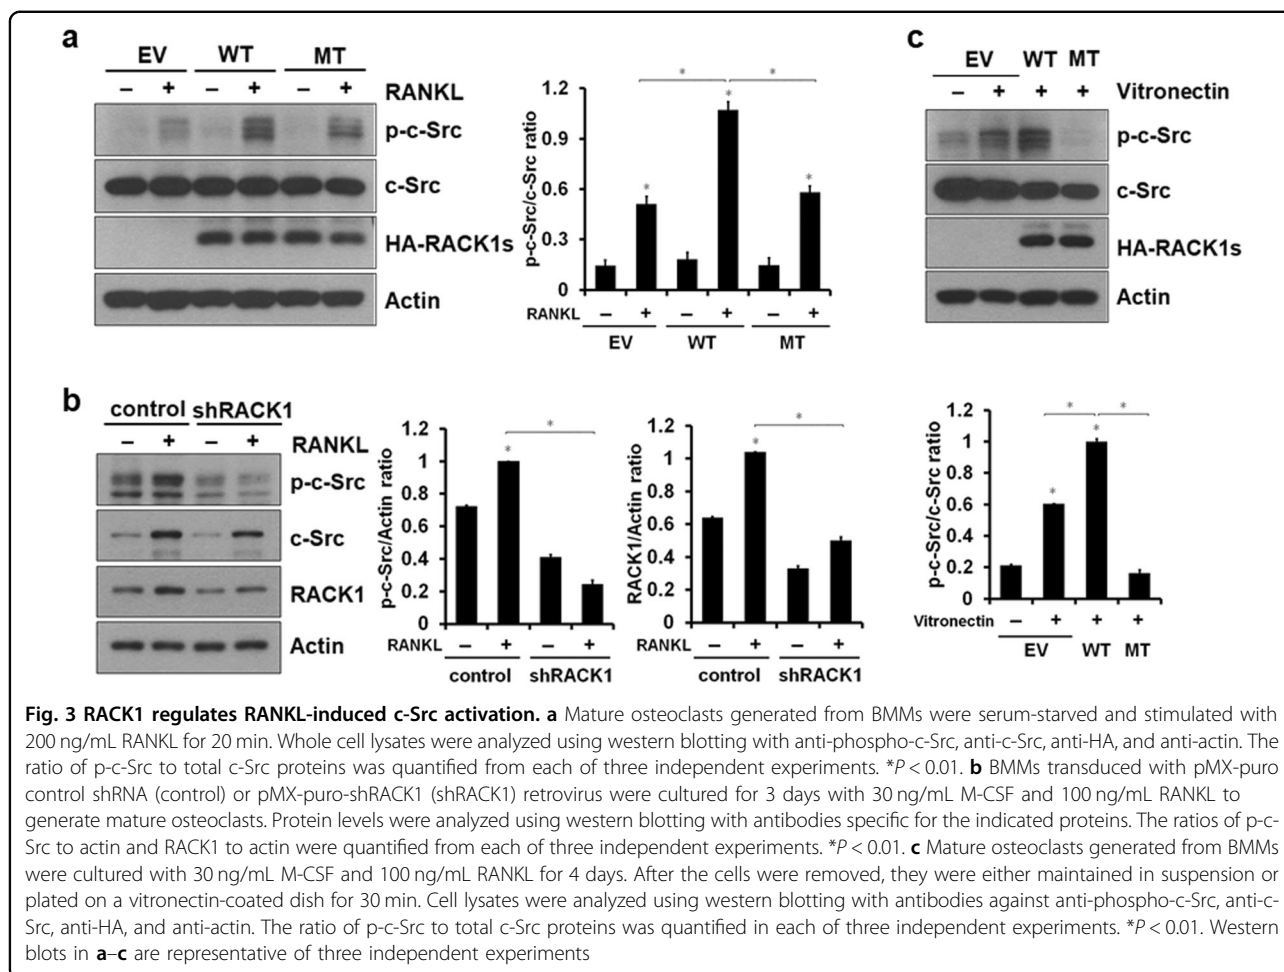 a
EV WT MT
– + – + – +
RANKL
p-c-Src
c-Src
HA-RACK1s
Actin
p-c-Src/c-Src ratio
1.2
0.9
0.6
0.3
0
* *
* * *
RANKL – + – + – +
EV WT MT
c
EV WT MT
– + + +
Vitronectin
p-c-Src
c-Src
HA-RACK1s
Actin
b
control shRACK1
– + – +
RANKL
p-c-Src
c-Src
RACK1
Actin
p-c-Src/Actin ratio
1.2
1
0.8
0.6
0.4
0.2
0
*
*
RANKL – + – +
control shRACK1
RACK1/Actin ratio
1.2
1
0.8
0.6
0.4
0.2
0
*
*
RANKL – + – +
control shRACK1
p-c-Src/c-Src ratio
1.2
1
0.8
0.6
0.4
0.2
0
* *
* *
Vitronectin – + + +
EV WT MT
Fig. 3 RACK1 regulates RANKL-induced c-Src activation. a Mature osteoclasts generated from BMMs were serum-starved and stimulated with
200 ng/mL RANKL for 20 min. Whole cell lysates were analyzed using western blotting with anti-phospho-c-Src, anti-c-Src, anti-HA, and anti-actin. The
ratio of p-c-Src to total c-Src proteins was quantified from each of three independent experiments. *P < 0.01. b BMMs transduced with pMX-puro
control shRNA (control) or pMX-puro-shRACK1 (shRACK1) retrovirus were cultured for 3 days with 30 ng/mL M-CSF and 100 ng/mL RANKL to
generate mature osteoclasts. Protein levels were analyzed using western blotting with antibodies specific for the indicated proteins. The ratios of p-c-
Src to actin and RACK1 to actin were quantified from each of three independent experiments. *P < 0.01. c Mature osteoclasts generated from BMMs
were cultured with 30 ng/mL M-CSF and 100 ng/mL RANKL for 4 days. After the cells were removed, they were either maintained in suspension or
plated on a vitronectin-coated dish for 30 min. Cell lysates were analyzed using western blotting with antibodies against anti-phospho-c-Src, anti-c-
Src, anti-HA, and anti-actin. The ratio of p-c-Src to total c-Src proteins was quantified in each of three independent experiments. *P < 0.01. Western
blots in a–c are representative of three independent experiments